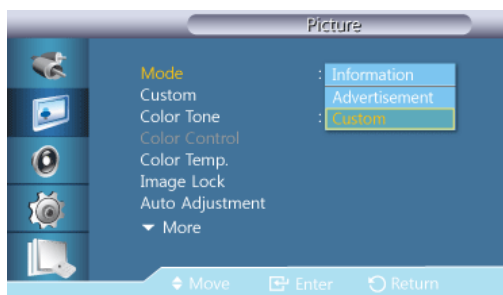 Picture
Mode : Information
Custom Advertisement
Color Tone : Custom
Color Control
Color Temp.
Image Lock
Auto Adjustment
More
Move Enter Return